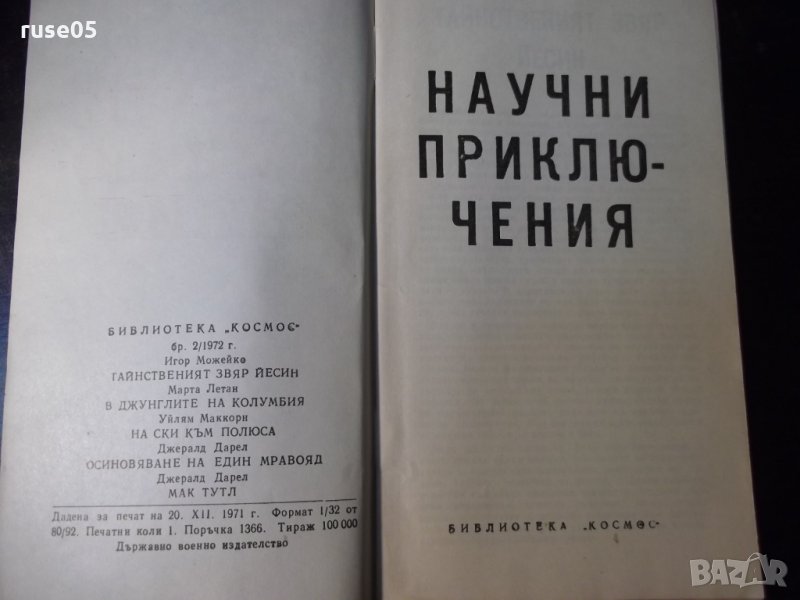 ruse05
БИБЛИОТЕКА „КОСМОС"
бр. 2/1972 г.
Игор Можейко
ТАЙНСТВЕНИЯТ ЗВЯР ЙЕСИН
Марта Летан
В ДЖУНГЛИТЕ НА КОЛУМБИЯ
Уйлям Маккорн
НА СКИ КЪМ ПОЛЮСА
Джералд Дарел
ОСИНОВЯВАНЕ НА ЕДИН МРАВОЯД
Джералд Дарел
МАК ТУТЛ
Дадена за печат на 20. XII. 1971 г. Формат 1/32 от
80/92. Печатни коли 1. Поръчка 1366. Тираж 100 000
Държавно военно издателство
НАУЧНИ
ПРИКЛЮ-
ЧЕНИЯ
БИБЛИОТЕКА „КОСМОС"
BAZAR